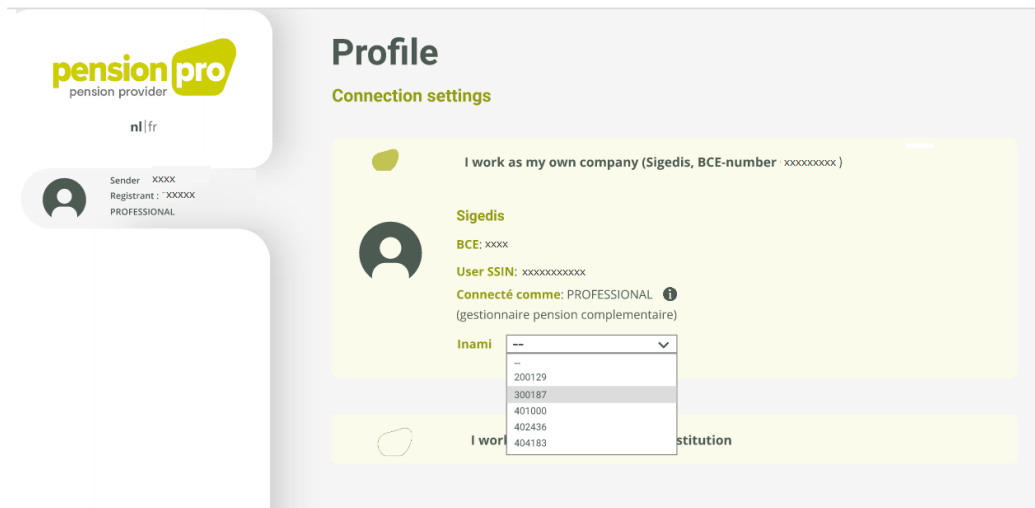 pension pro
pension provider
nl|fr
Sender xxxx
Registrant : xxxxx
PROFESSIONAL
Profile
Connection settings
I work as my own company (Sigedis, BCE-number xxxxxxxxx )
Sigedis
BCE: xxxx
User SSIN: xxxxxxxxxxx
Connecté comme: PROFESSIONAL i
(gestionnaire pension complementaire)
Inami --
--
200129
300187
401000
402436
404183
I work stitution